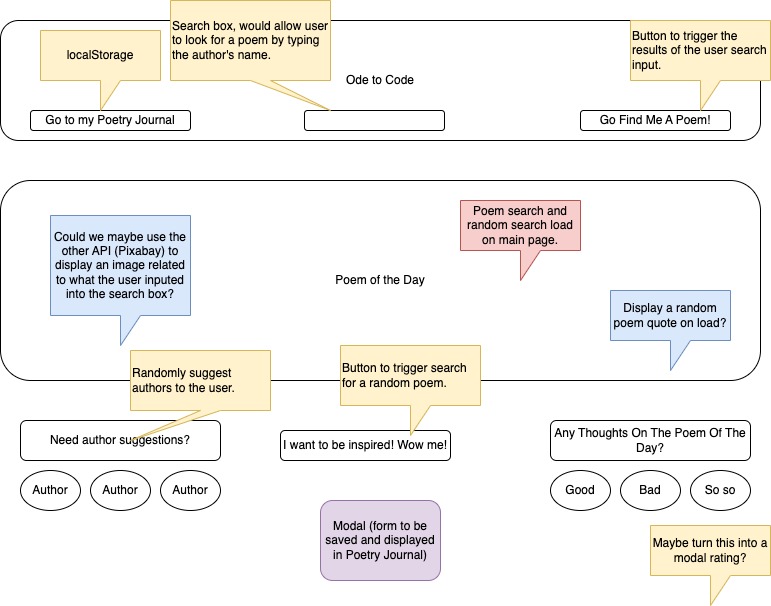 Search box, would allow user
to look for a poem by typing
the author's name.
localStorage
Button to trigger the
results of the user search
input.
Ode to Code
Go to my Poetry Journal
Go Find Me A Poem!
Poem search and
random search load
on main page.
Could we maybe use the
other API (Pixabay) to
display an image related
to what the user inputed
into the search box?
Poem of the Day
Display a random
poem quote on load?
Randomly suggest
authors to the user.
Button to trigger search
for a random poem.
Need author suggestions?
I want to be inspired! Wow me!
Any Thoughts On The Poem Of The
Day?
Author
Author
Author
Good
Bad
So so
Modal (form to be
saved and displayed
in Poetry Journal)
Maybe turn this into a
modal rating?